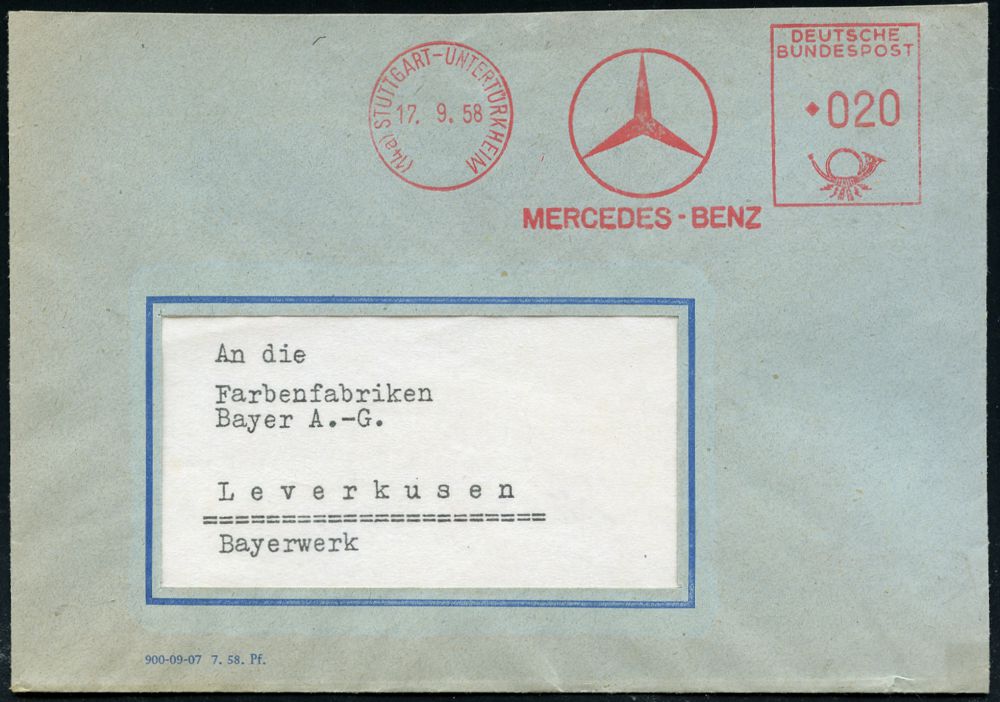 (14a) STUTTGART-UNTERTÜRKHEIM
17. 9. 58
MERCEDES-BENZ
DEUTSCHE
BUNDESPOST
020
An die
Farbenfabriken
Bayer A.-G.
L e v e r k u s e n
======================
Bayerwerk
900-09-07 7. 58. Pf.